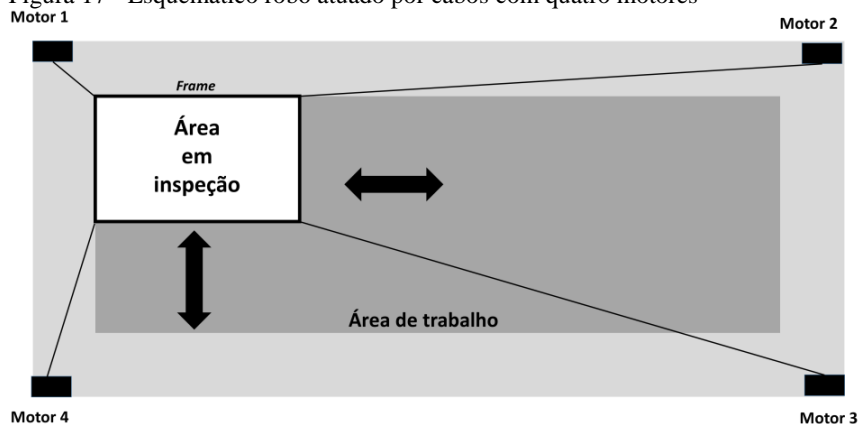 Figura 17 - Esquemático robô atuado por cabos com quatro motores
Motor 1
Motor 2
Frame
Área
em
inspeção
Área de trabalho
Motor 4
Motor 3